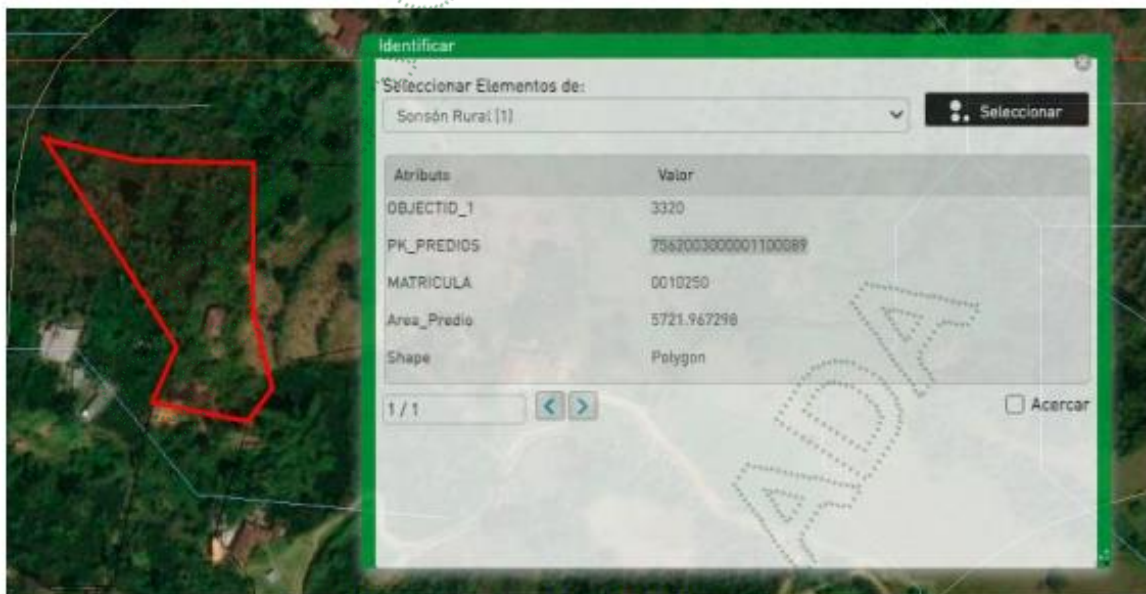 Identificar
Seleccionar Elementos de:
Sonsón Rural (1)
Seleccionar
Atributo Valor
OBJECTID_1 3320
PK_PREDIOS 7562003000001100089
MATRICULA 0010250
Area_Predio 5721.967298
Shape Polygon
1 / 1
Acercar
ADA